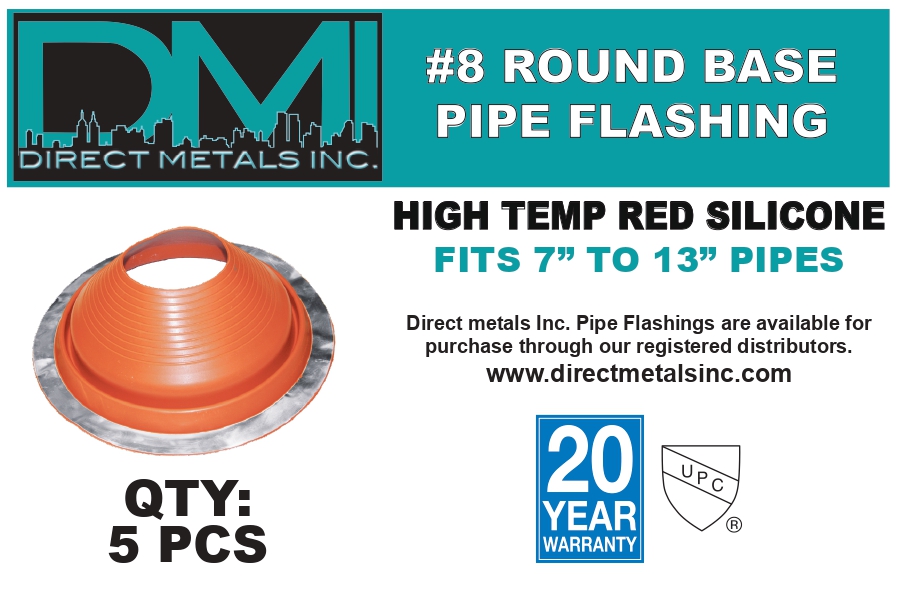 DMI
DIRECT METALS INC.
#8 ROUND BASE
PIPE FLASHING
HIGH TEMP RED SILICONE
FITS 7” TO 13” PIPES
Direct metals Inc. Pipe Flashings are available for
purchase through our registered distributors.
www.directmetalsinc.com
QTY:
5 PCS
20
YEAR
WARRANTY
UPC
®